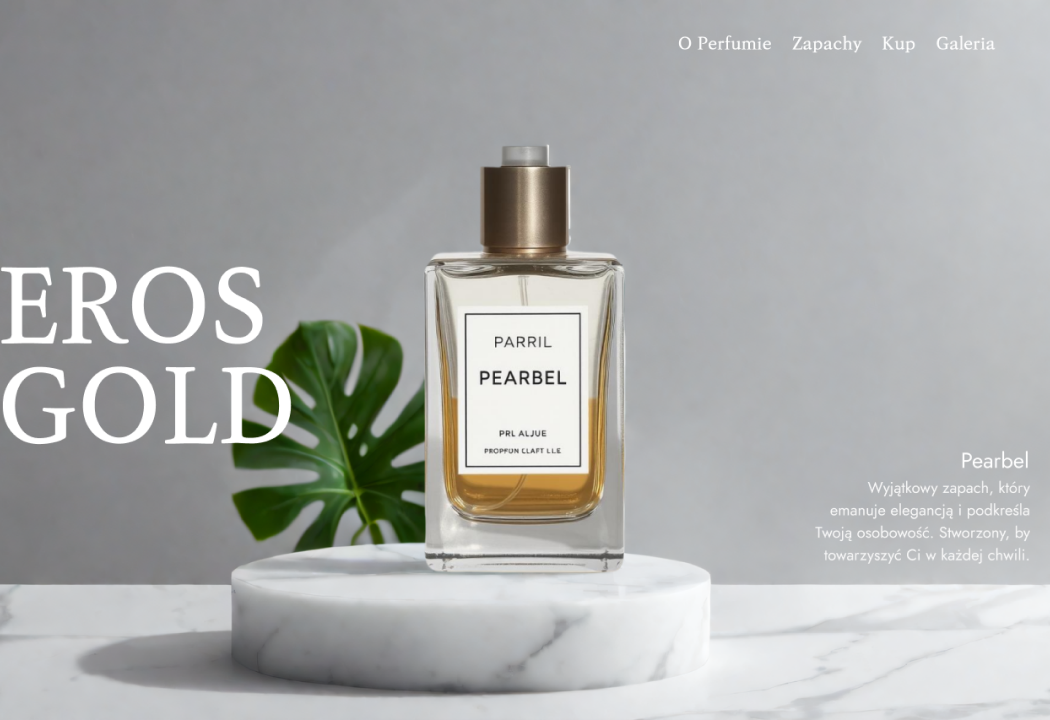 O Perfumie Zapachy Kup Galeria
EROS
GOLD
PARRIL
PEARBEL
PRL ALJUE
PROPFUN CLAFT LLE
Pearbel
Wyjątkowy zapach, który
emanuje elegancją i podkreśla
Twoją osobowość. Stworzony, by
towarzyszyć Ci w każdej chwili.